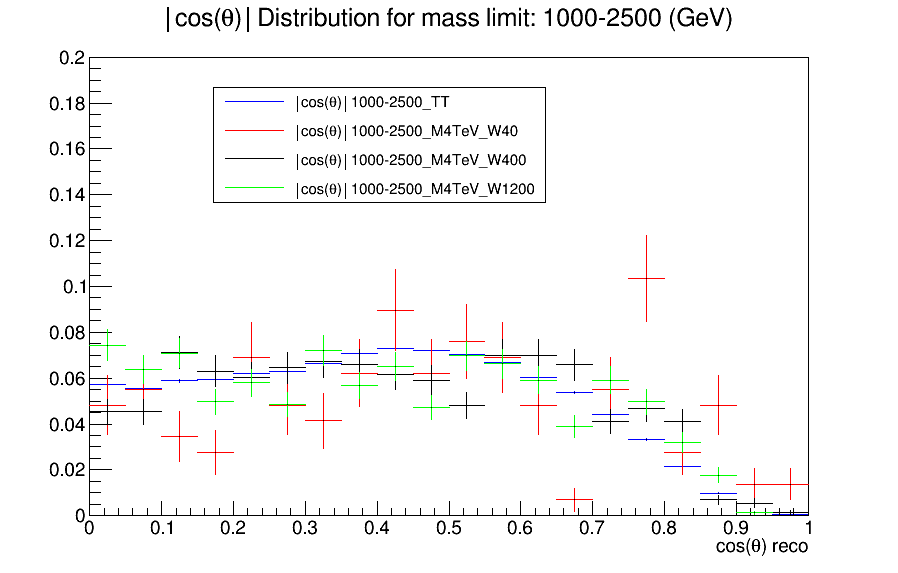 |cos(θ)| Distribution for mass limit: 1000-2500 (GeV)
0.2
0.18
0.16
0.14
0.12
0.1
0.08
0.06
0.04
0.02
0
|cos(θ)| 1000-2500_TT
|cos(θ)| 1000-2500_M4TeV_W40
|cos(θ)| 1000-2500_M4TeV_W400
|cos(θ)| 1000-2500_M4TeV_W1200
0 0.1 0.2 0.3 0.4 0.5 0.6 0.7 0.8 0.9 1
cos(θ) reco